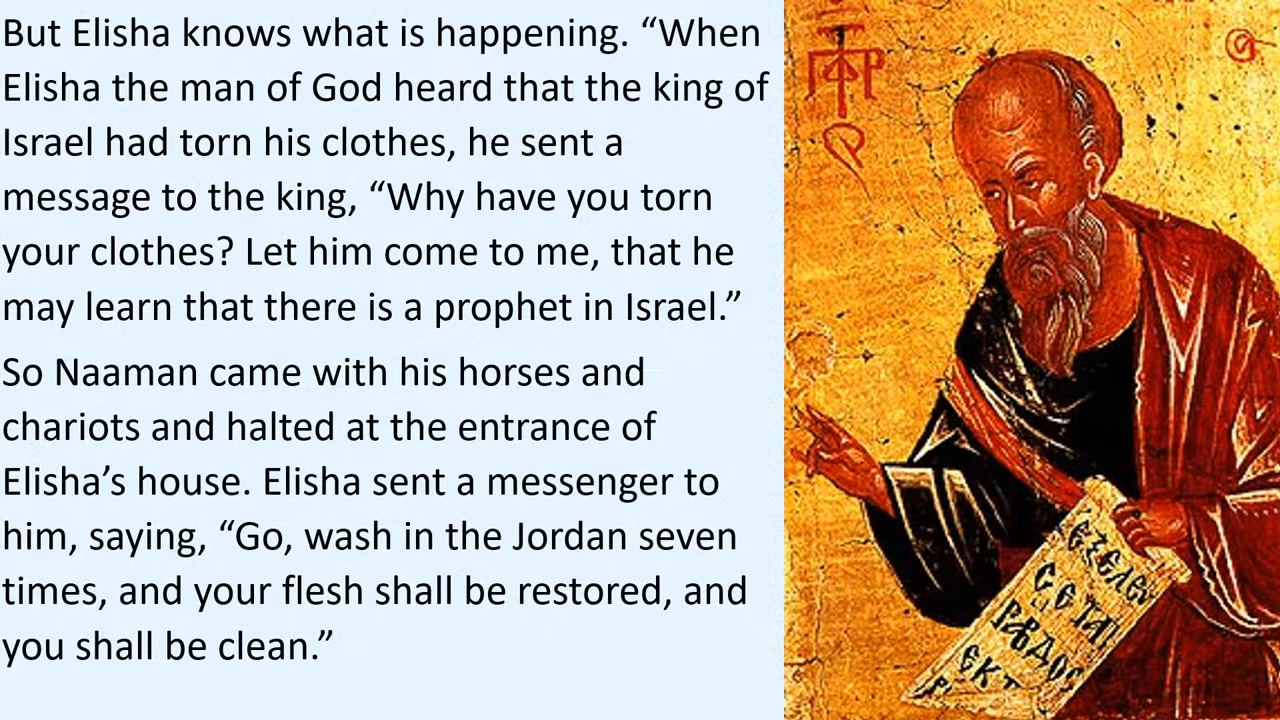 But Elisha knows what is happening. “When
Elisha the man of God heard that the king of
Israel had torn his clothes, he sent a
message to the king, “Why have you torn
your clothes? Let him come to me, that he
may learn that there is a prophet in Israel.”
So Naaman came with his horses and
chariots and halted at the entrance of
Elisha’s house. Elisha sent a messenger to
him, saying, “Go, wash in the Jordan seven
times, and your flesh shall be restored, and
you shall be clean.”
ΕΞΕΛΕΥ
ΣΕΤΑΙ
ΡΑΒΔΟΣ
ΕΚ Τ